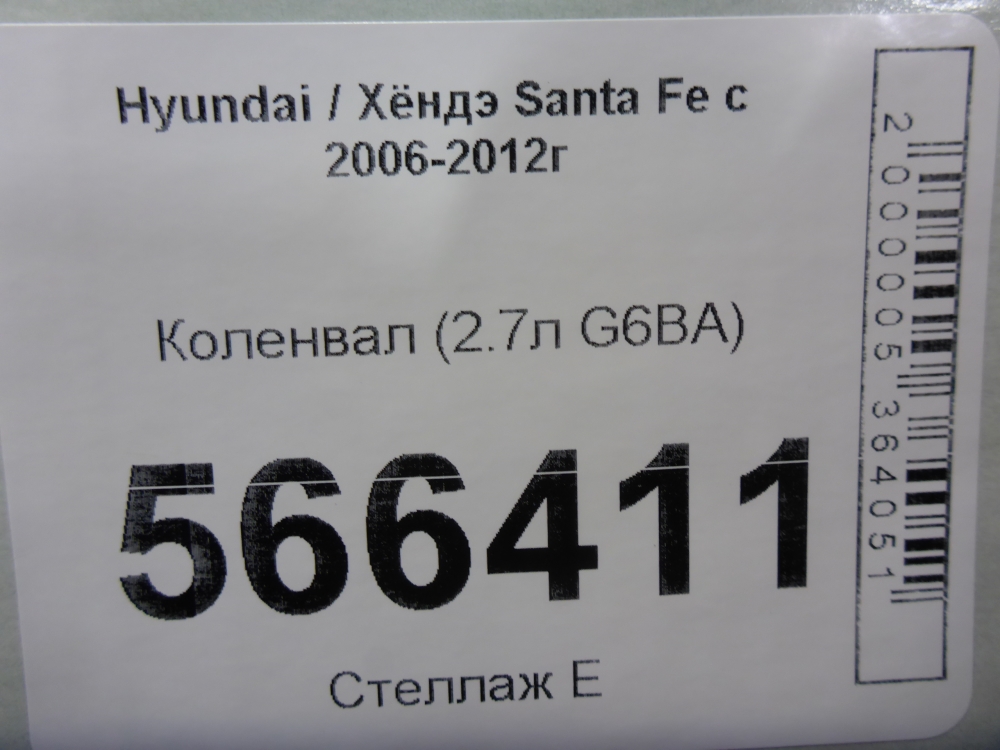 Hyundai / Хёндэ Santa Fe с
2006-2012г
Коленвал (2.7л G6BA)
566411
Стеллаж Е
2000005364051